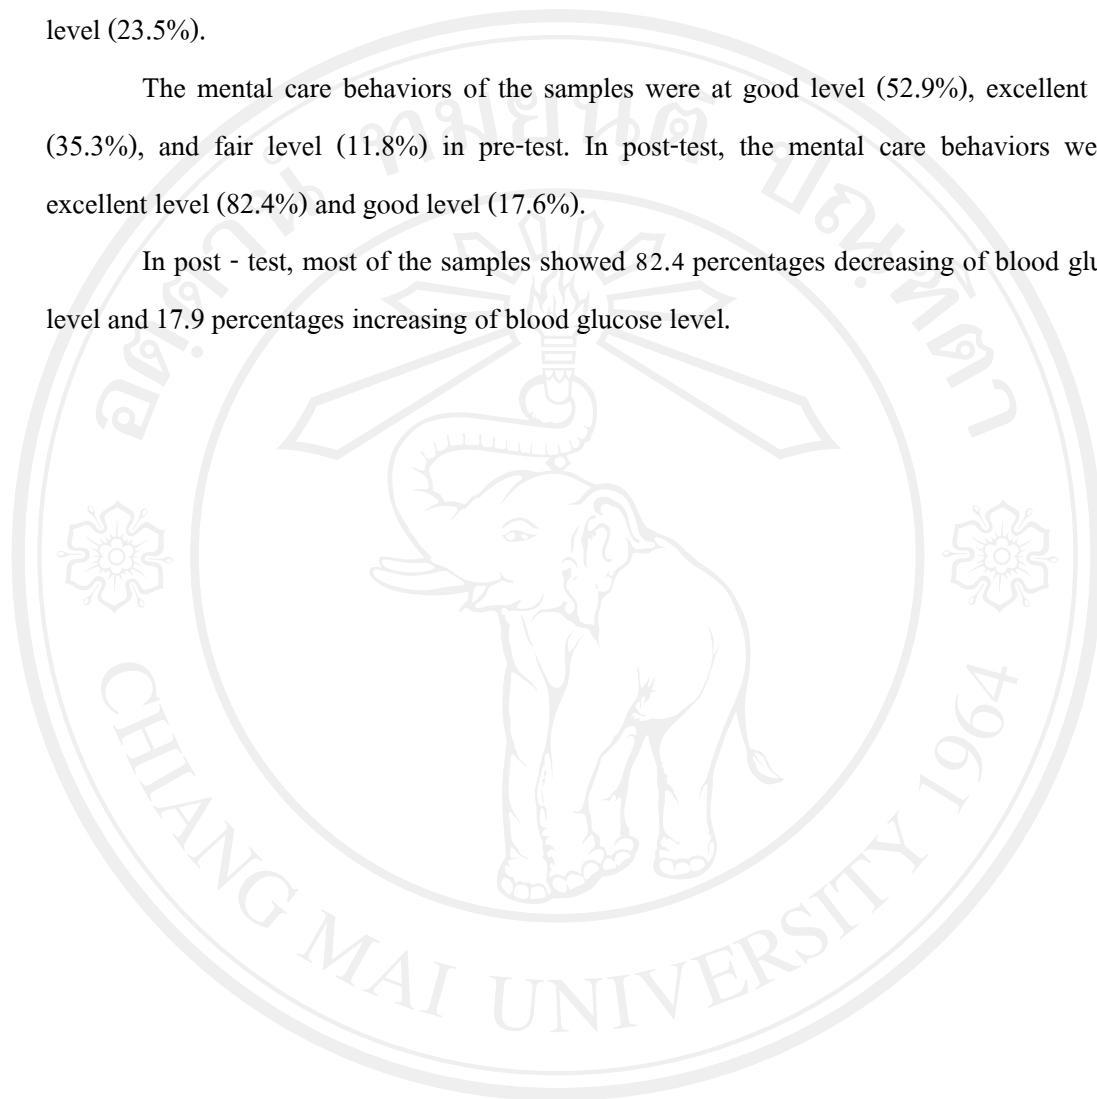 level (23.5%).
The mental care behaviors of the samples were at good level (52.9%), excellent
(35.3%), and fair level (11.8%) in pre-test. In post-test, the mental care behaviors
excellent level (82.4%) and good level (17.6%).
In post - test, most of the samples showed 82.4 percentages decreasing of blood
level and 17.9 percentages increasing of blood glucose level.
CHIANG MAI UNIVERSITY 1964